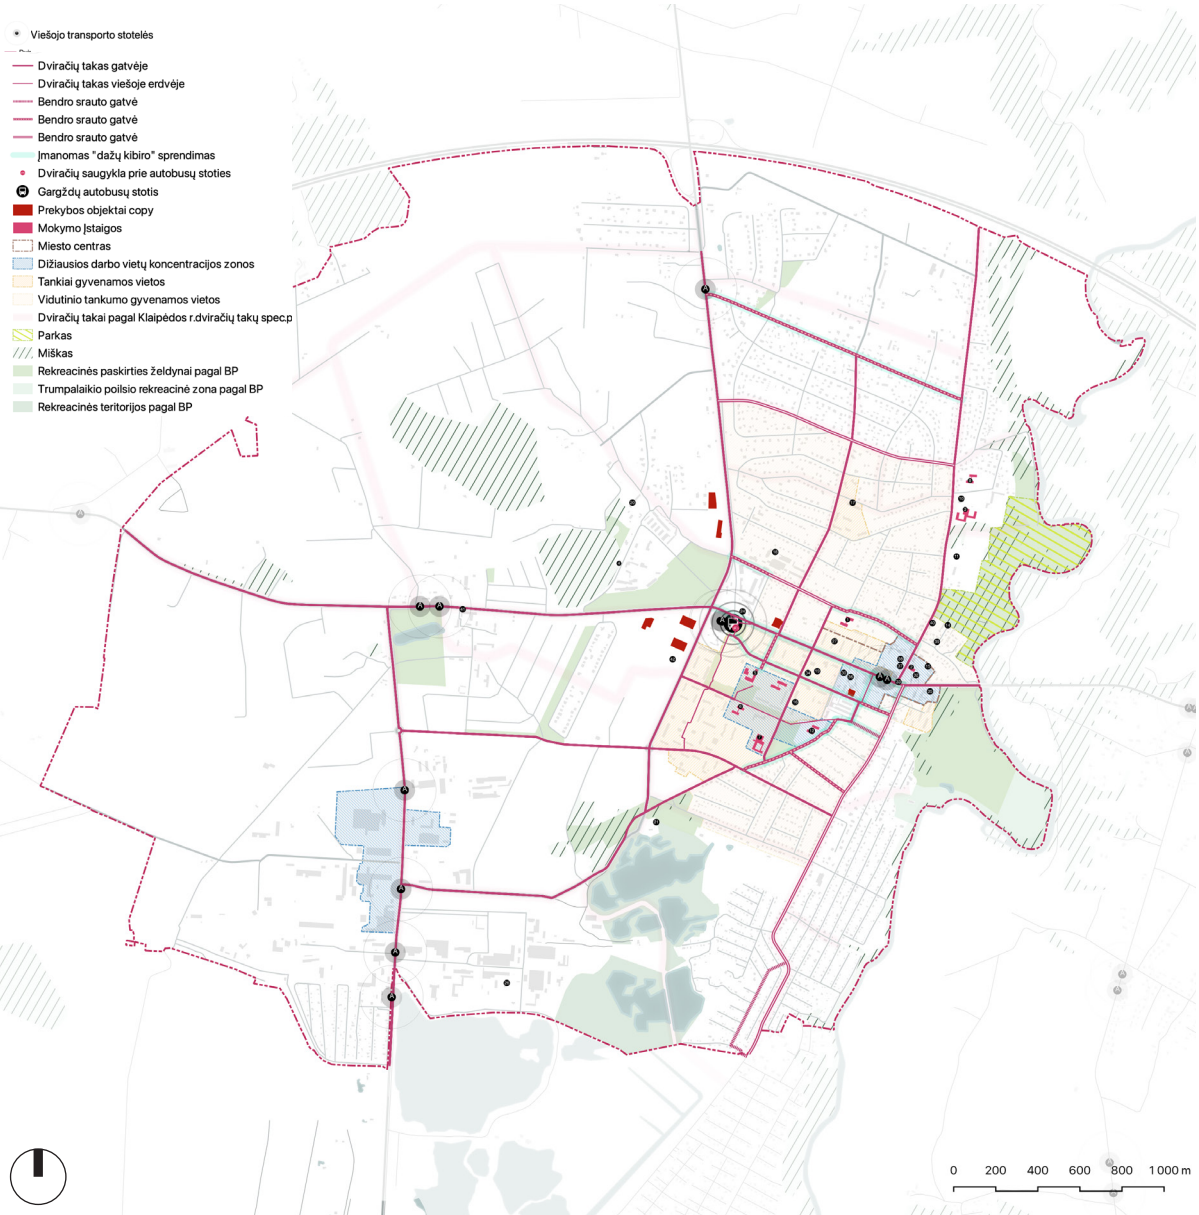 Viešojo transporto stotelės
Dviračių takas gatvėje
Dviračių takas viešoje erdvėje
Bendro srauto gatvė
Bendro srauto gatvė
Bendro srauto gatvė
Įmanomas "dažų kibiro" sprendimas
Dviračių saugykla prie autobusų stoties
Gargždų autobusų stotis
Prekybos objektai copy
Mokymo Įstaigos
Miesto centras
Didžiausios darbo vietų koncentracijos zonos
Tankiai gyvenamos vietos
Vidutinio tankumo gyvenamos vietos
Dviračių takai pagal Klaipėdos r.dviračių takų spec.p
Parkas
Miškas
Rekreacinės paskirties želdynai pagal BP
Trumpalaikio poilsio rekreacinė zona pagal BP
Rekreacinės teritorijos pagal BP
0 200 400 600 800 1 000 m